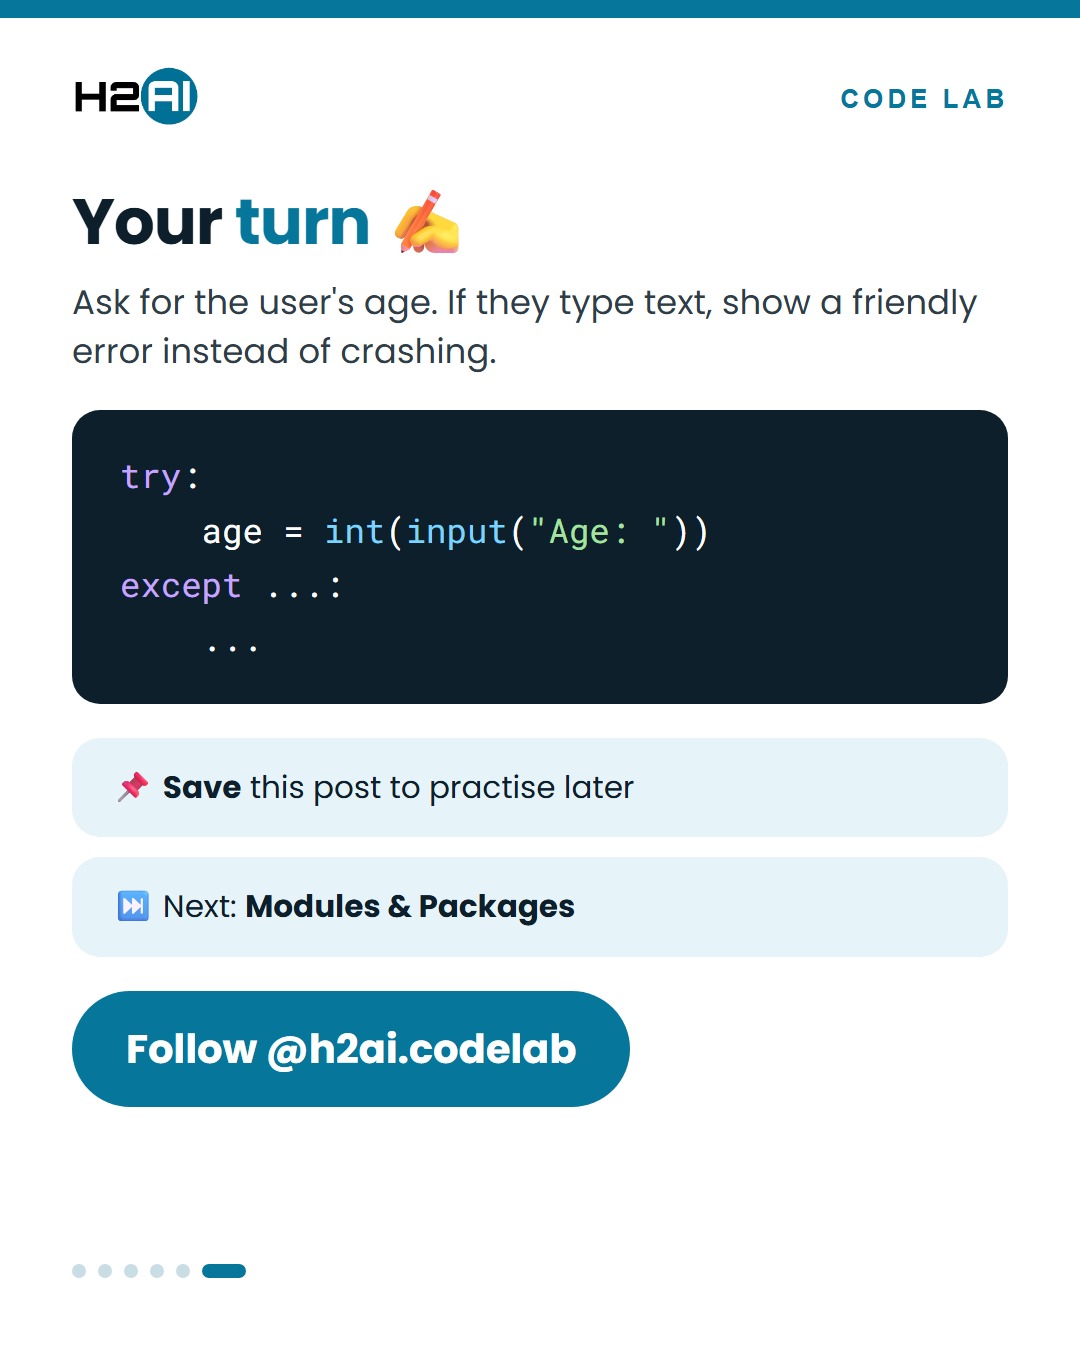 H2AI
CODE LAB
Your turn ✍️
Ask for the user's age. If they type text, show a friendly
error instead of crashing.
try:
    age = int(input("Age: "))
except ...:
    ...
📌 Save this post to practise later
⏭️ Next: Modules & Packages
Follow @h2ai.codelab